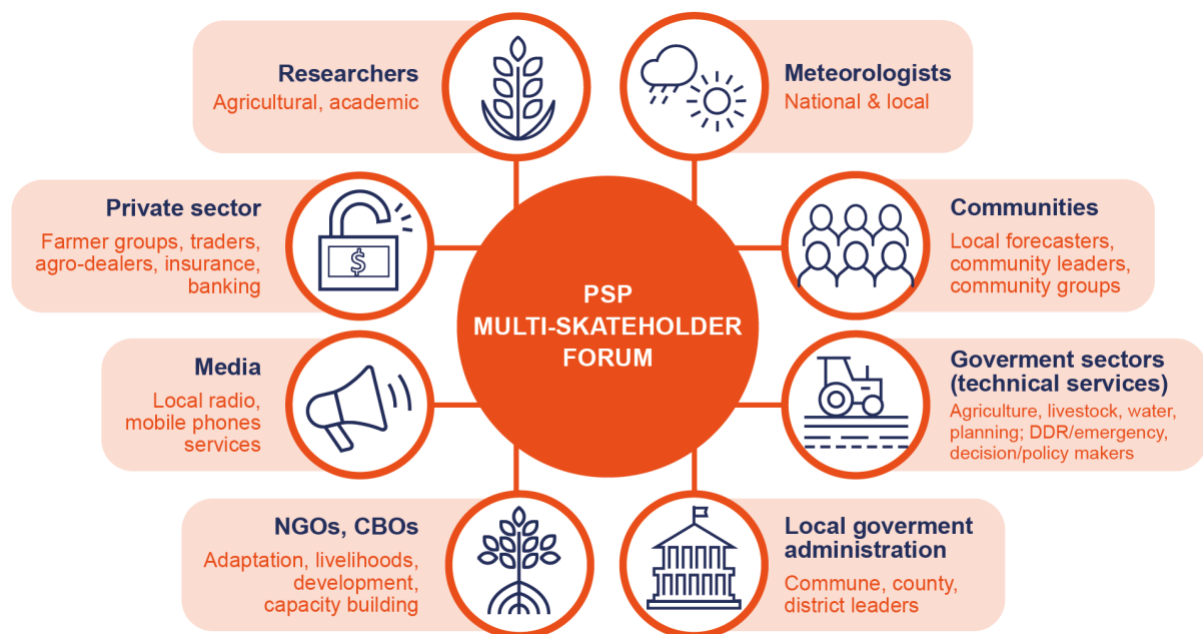 Researchers
Agricultural, academic
Meteorologists
National & local
Private sector
Farmer groups, traders,
agro-dealers, insurance,
banking
$
Communities
Local forecasters,
community leaders,
community groups
PSP
MULTI-SKATEHOLDER
FORUM
Media
Local radio,
mobile phones
services
Goverment sectors
(technical services)
Agriculture, livestock, water,
planning; DDR/emergency,
decision/policy makers
NGOs, CBOs
Adaptation, livelihoods,
development,
capacity building
Local goverment
administration
Commune, county,
district leaders